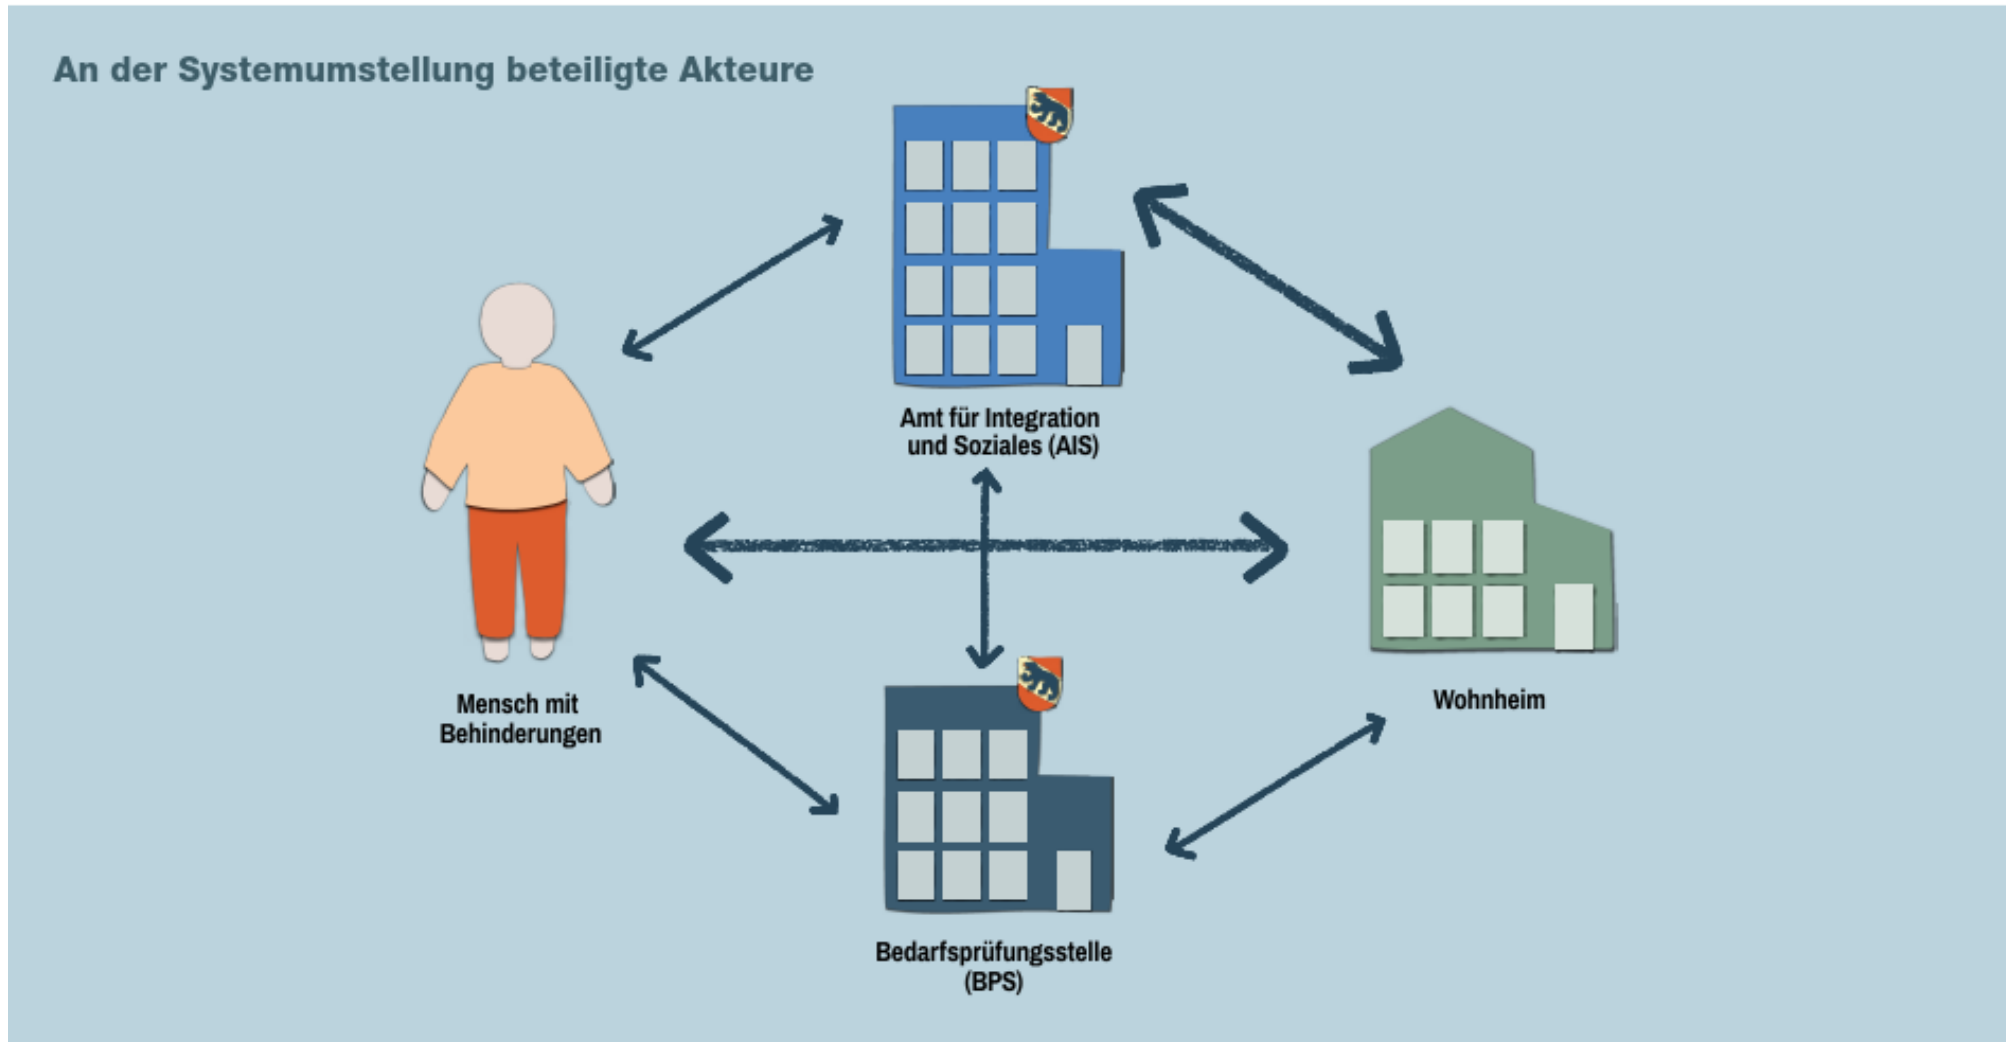 An der Systemumstellung beteiligte Akteure
Amt für Integration
und Soziales (AIS)
Mensch mit
Behinderungen
Wohnheim
Bedarfsprüfungsstelle
(BPS)